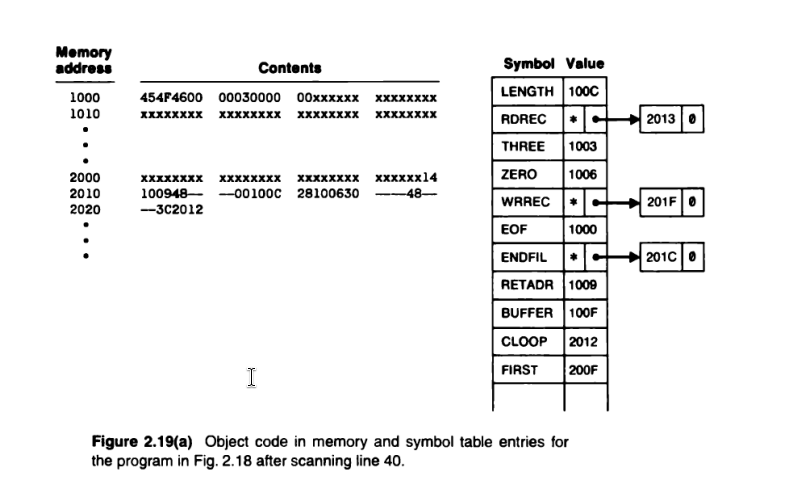 Memory
address Contents
1000 454F4600 00030000 00xxxxxx xxxxxxxx
1010 xxxxxxxx xxxxxxxx xxxxxxxx xxxxxxxx
•
•
•
2000 xxxxxxxx xxxxxxxx xxxxxxxx xxxxxx14
2010 100948–– ––00100C 28100630 ––––48––
2020 ––3C2012
•
•
•
Symbol Value
LENGTH 100C
RDREC * 2013 0
THREE 1003
ZERO 1006
WRREC * 201F 0
EOF 1000
ENDFIL * 201C 0
RETADR 1009
BUFFER 100F
CLOOP 2012
FIRST 200F
Figure 2.19(a) Object code in memory and symbol table entries for
the program in Fig. 2.18 after scanning line 40.